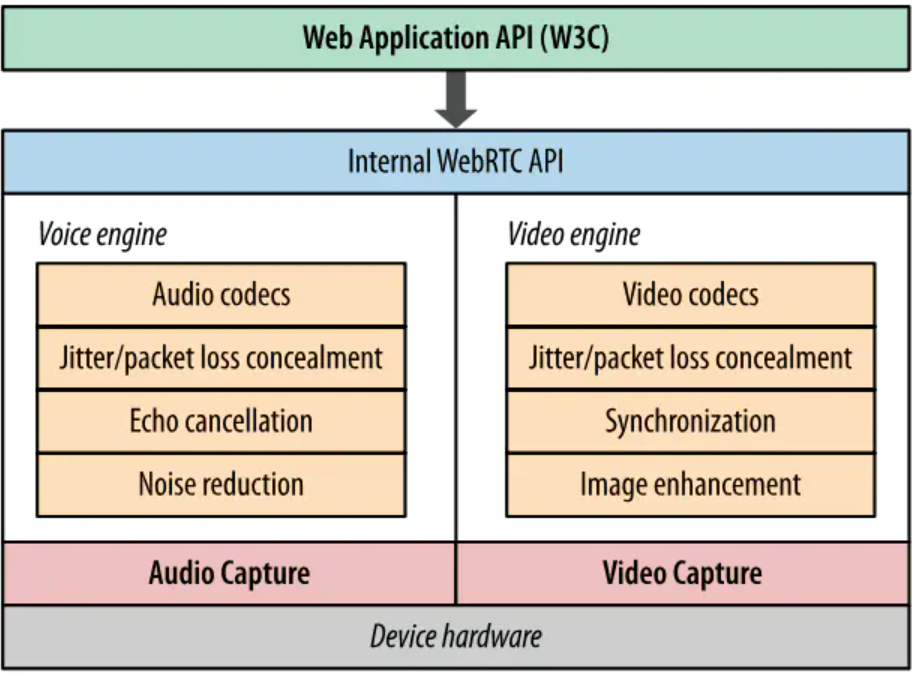 Web Application API (W3C)
Internal WebRTC API
Voice engine
Audio codecs
Jitter/packet loss concealment
Echo cancellation
Noise reduction
Video engine
Video codecs
Jitter/packet loss concealment
Synchronization
Image enhancement
Audio Capture
Video Capture
Device hardware